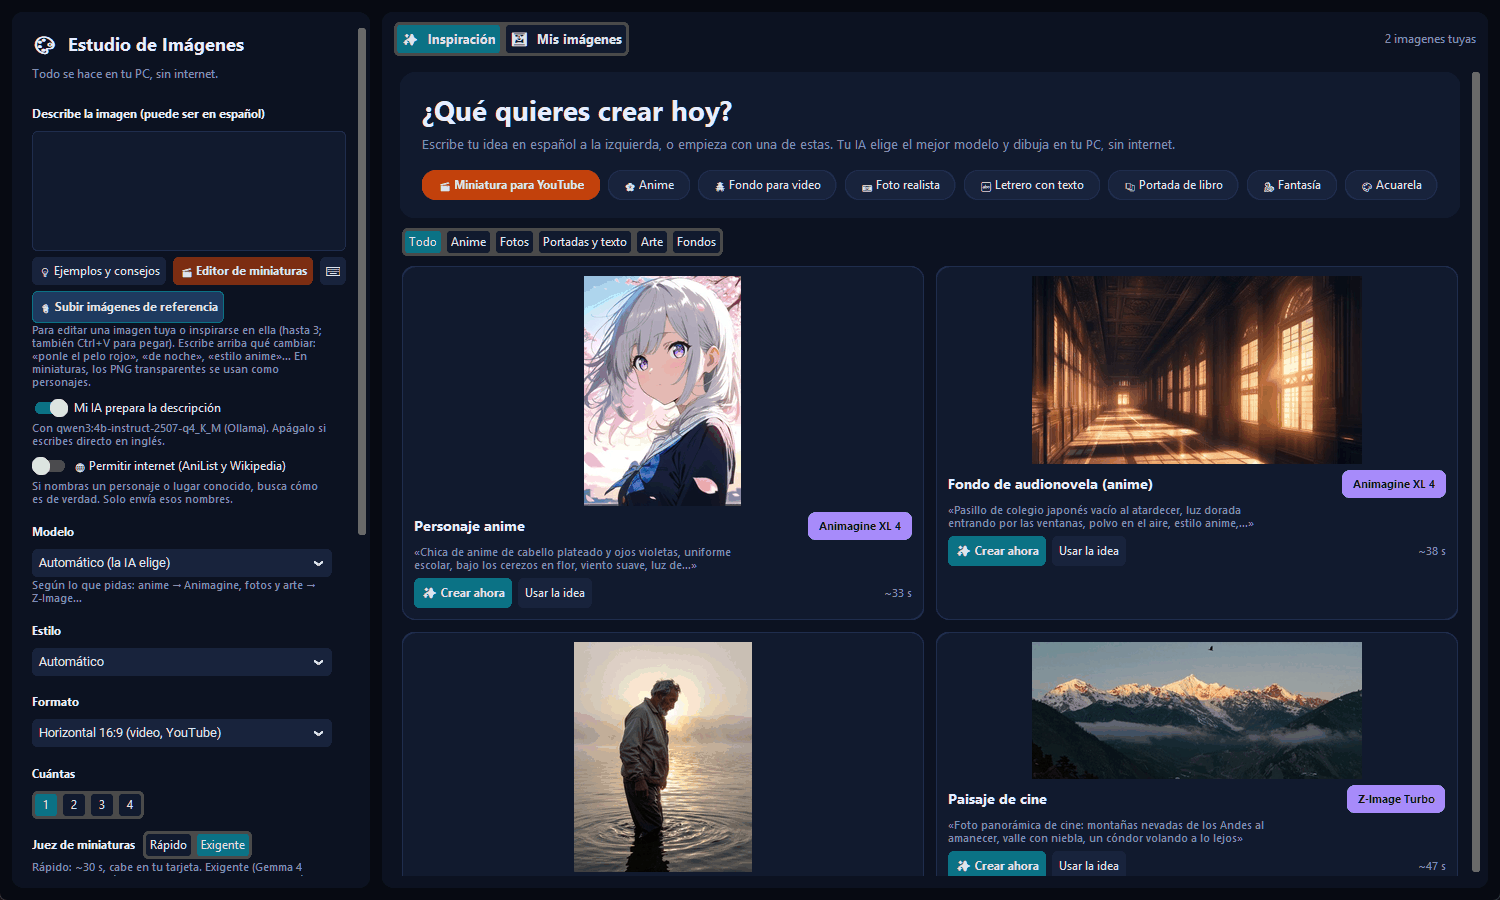 Estudio de Imágenes
Todo se hace en tu PC, sin internet.
Describe la imagen (puede ser en español)
Ejemplos y consejos
Editor de miniaturas
Subir imágenes de referencia
Para editar una imagen tuya o inspirarse en ella (hasta 3;
también Ctrl+V para pegar). Escribe arriba qué cambiar:
«ponle el pelo rojo», «de noche», «estilo anime»... En
miniaturas, los PNG transparentes se usan como
personajes.
Mi IA prepara la descripción
Con qwen3:4b-instruct-2507-q4_K_M (Ollama). Apágalo si
escribes directo en inglés.
Permitir internet (AniList y Wikipedia)
Si nombras un personaje o lugar conocido, busca cómo
es de verdad. Solo envía esos nombres.
Modelo
Automático (la IA elige)
Según lo que pidas: anime → Animagine, fotos y arte →
Z-Image...
Estilo
Automático
Formato
Horizontal 16:9 (video, YouTube)
Cuántas
1 2 3 4
Juez de miniaturas Rápido Exigente
Rápido: ~30 s, cabe en tu tarjeta. Exigente (Gemma 4
Inspiración Mis imágenes
2 imagenes tuyas
¿Qué quieres crear hoy?
Escribe tu idea en español a la izquierda, o empieza con una de estas. Tu IA elige el mejor modelo y dibuja en tu PC, sin internet.
Miniatura para YouTube Anime Fondo para video Foto realista Letrero con texto Portada de libro Fantasía Acuarela
Todo Anime Fotos Portadas y texto Arte Fondos
Personaje anime
Animagine XL 4
«Chica de anime de cabello plateado y ojos violetas, uniforme
escolar, bajo los cerezos en flor, viento suave, luz de...»
Crear ahora Usar la idea ~33 s
Fondo de audionovela (anime)
Animagine XL 4
«Pasillo de colegio japonés vacío al atardecer, luz dorada
entrando por las ventanas, polvo en el aire, estilo anime,...»
Crear ahora Usar la idea ~38 s
Paisaje de cine
Z-Image Turbo
«Foto panorámica de cine: montañas nevadas de los Andes al
amanecer, valle con niebla, un cóndor volando a lo lejos»
Crear ahora Usar la idea ~47 s